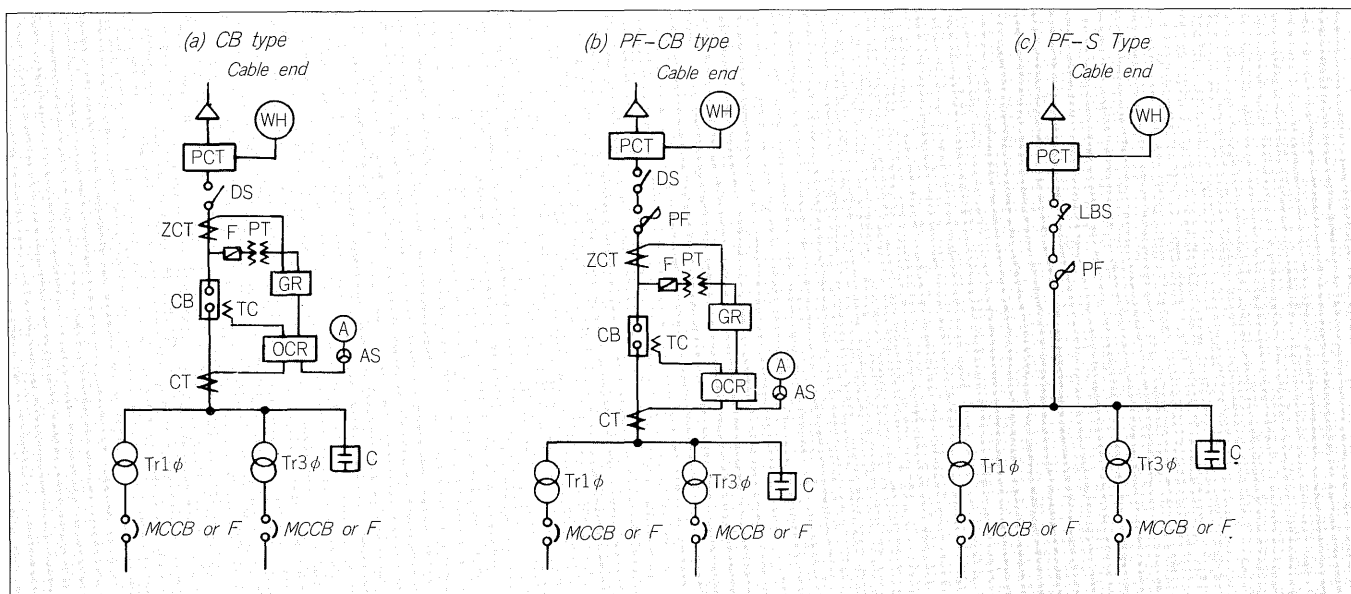 (a) CB type
Cable end
WH
PCT
DS
ZCT
F PT
GR
CB
TC
A
OCR
AS
CT
Tr1φ
Tr3φ
C
MCCB or F
MCCB or F
(b) PF-CB type
Cable end
WH
PCT
DS
PF
ZCT
F PT
GR
CB
TC
A
OCR
AS
CT
Tr1φ
Tr3φ
C
MCCB or F
MCCB or F
(c) PF-S Type
Cable end
WH
PCT
LBS
PF
Tr1φ
Tr3φ
C
MCCB or F
MCCB or F